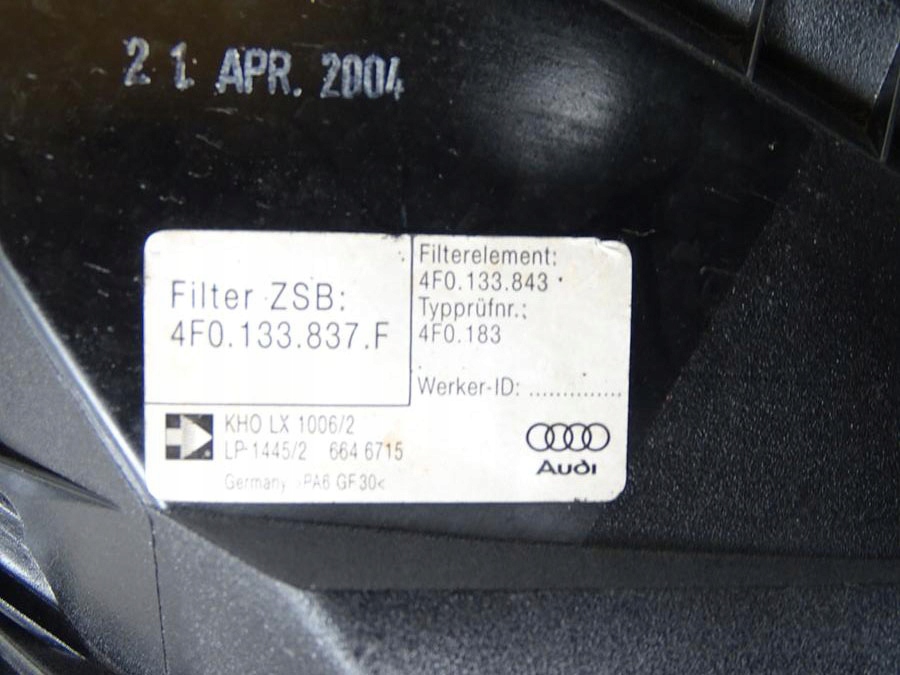 21. APR. 2004
Filter ZSB:
4F0.133.837.F
Filterelement:
4F0.133.843
Typprüfnr.:
4F0.183
Werker-ID: ................
KHO LX 1006/2
LP-1445/2 664 6715
Germany >PA6 GF30<
Audi